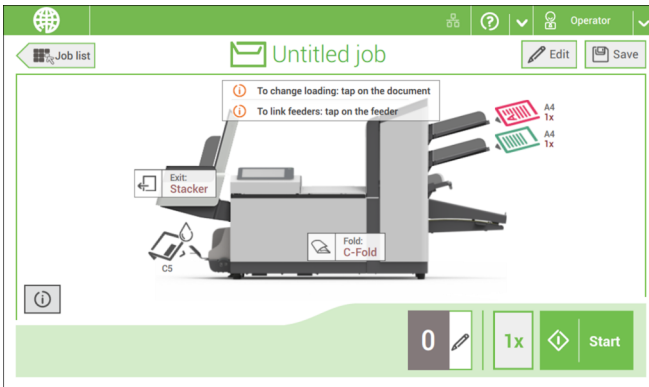 Operator
Job list
Untitled job
Edit
Save
To change loading: tap on the document
To link feeders: tap on the feeder
A4
1x
A4
1x
Exit:
Stacker
Fold:
C-Fold
C5
0
1x
Start